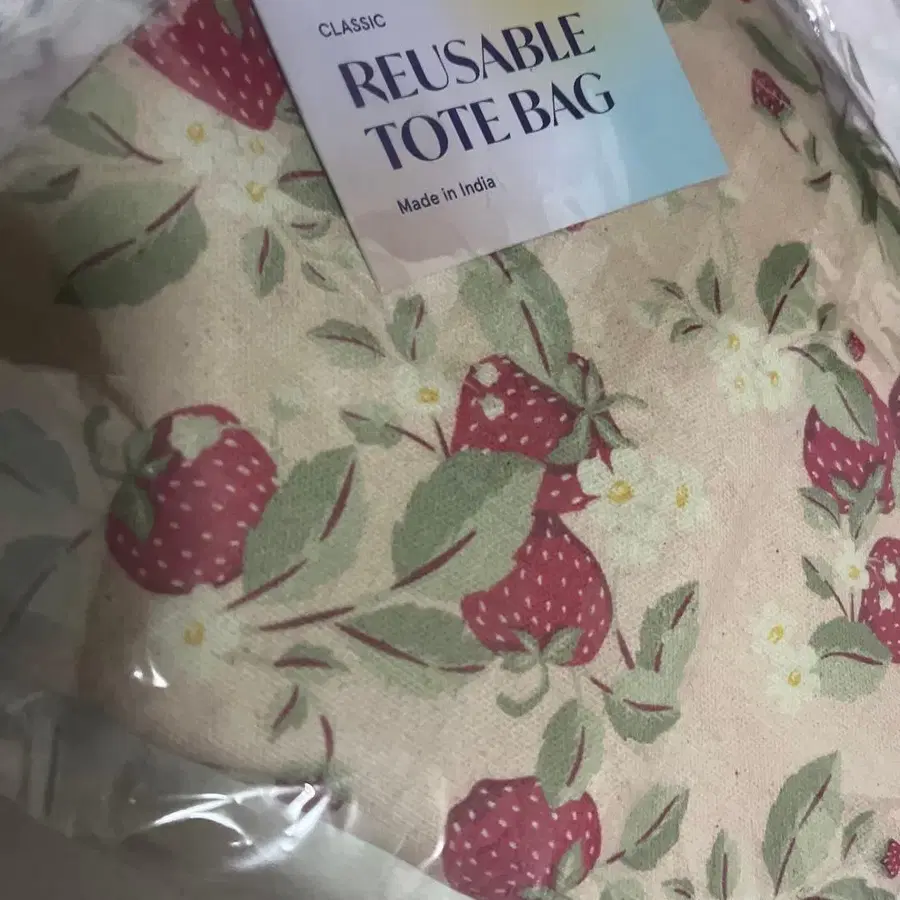 CLASSIC
REUSABLE
TOTE BAG
Made in India